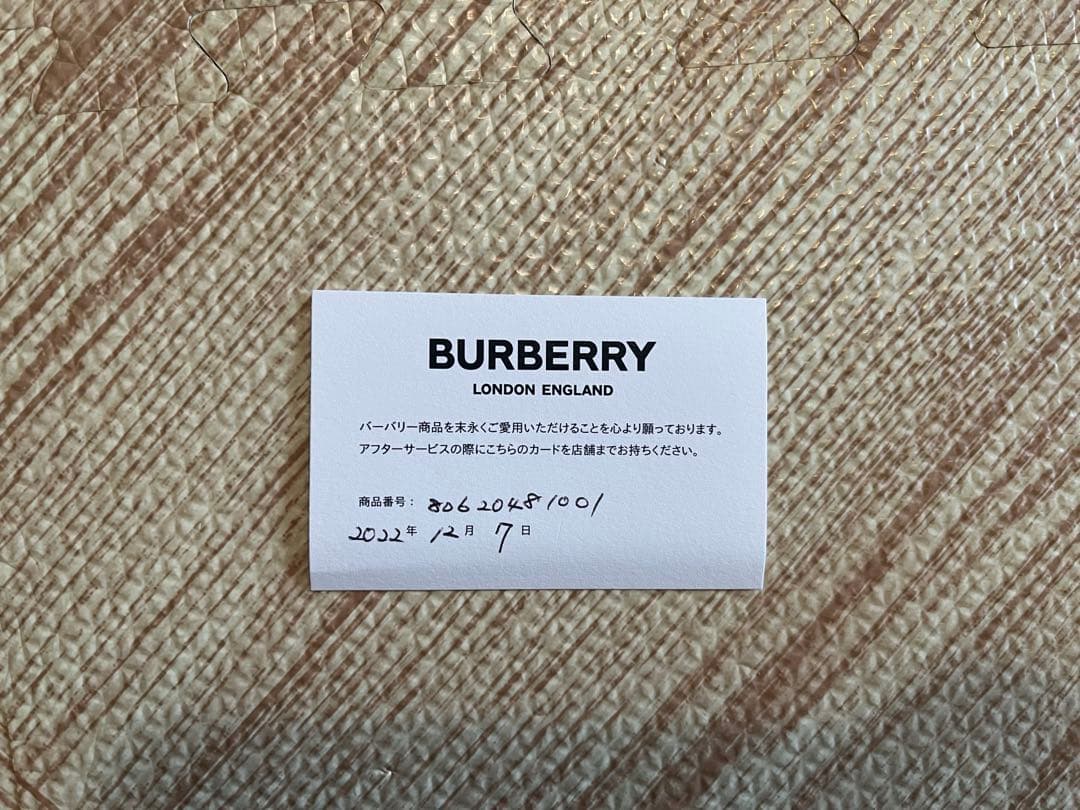 BURBERRY
LONDON ENGLAND
バーバリー商品を末永くご愛用いただけることを心より願っております。
アフターサービスの際にこちらのカードを店舗までお持ちください。
商品番号： 80620481001
2022年 12月 7日